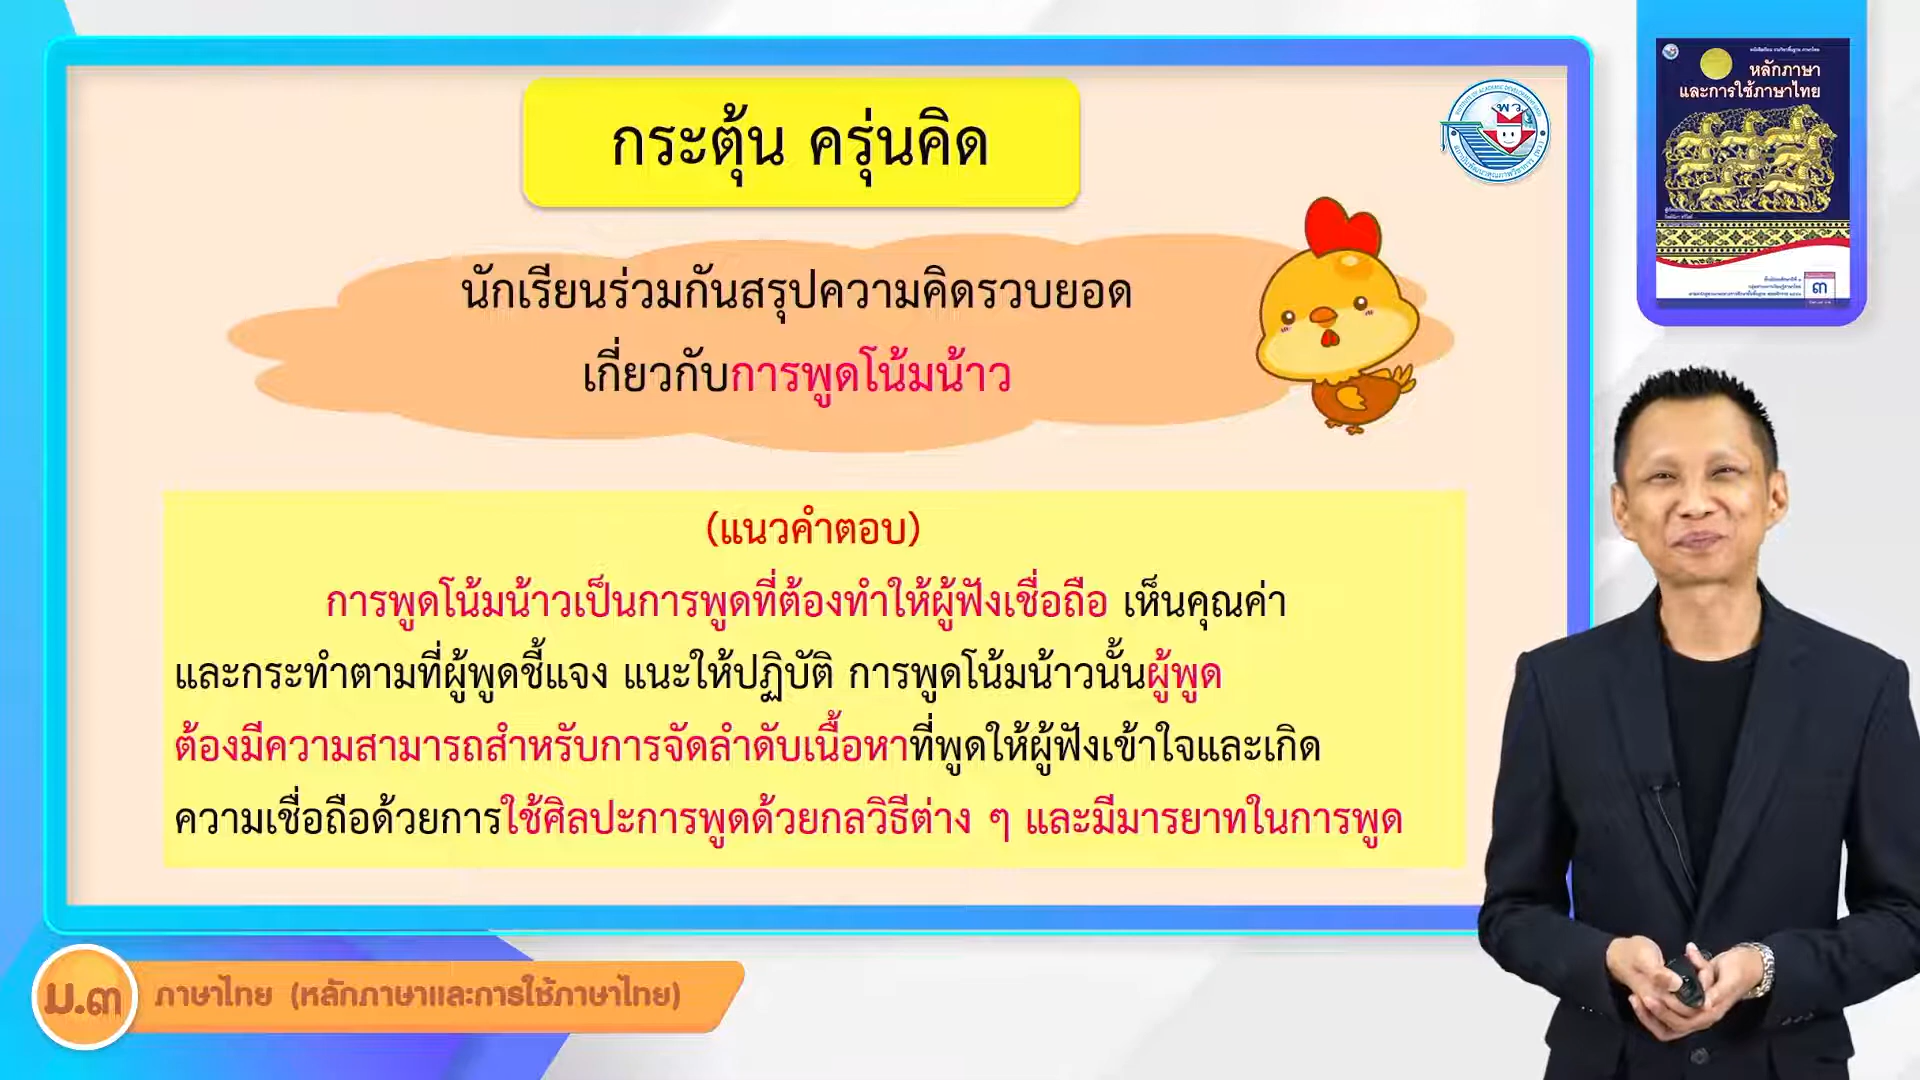 กระตุ้น ครุ่นคิด
นักเรียนร่วมกันสรุปความคิดรวบยอด
เกี่ยวกับการพูดโน้มน้าว
(แนวคำตอบ)
การพูดโน้มน้าวเป็นการพูดที่ต้องทำให้ผู้ฟังเชื่อถือ เห็นคุณค่า
และกระทำตามที่ผู้พูดชี้แจง แนะให้ปฏิบัติ การพูดโน้มน้าวนั้นผู้พูด
ต้องมีความสามารถสำหรับการจัดลำดับเนื้อหาที่พูดให้ผู้ฟังเข้าใจและเกิด
ความเชื่อถือด้วยการใช้ศิลปะการพูดด้วยกลวิธีต่าง ๆ และมีมารยาทในการพูด
พว
หลักภาษา
และการใช้ภาษาไทย
๓
ม.๓ ภาษาไทย (หลักภาษาและการใช้ภาษาไทย)